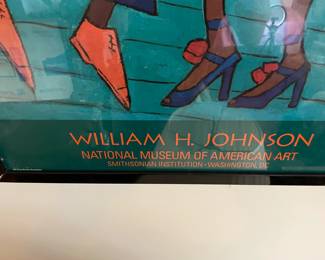 WILLIAM H. JOHNSON
NATIONAL MUSEUM OF AMERICAN ART
SMITHSONIAN INSTITUTION • WASHINGTON, DC